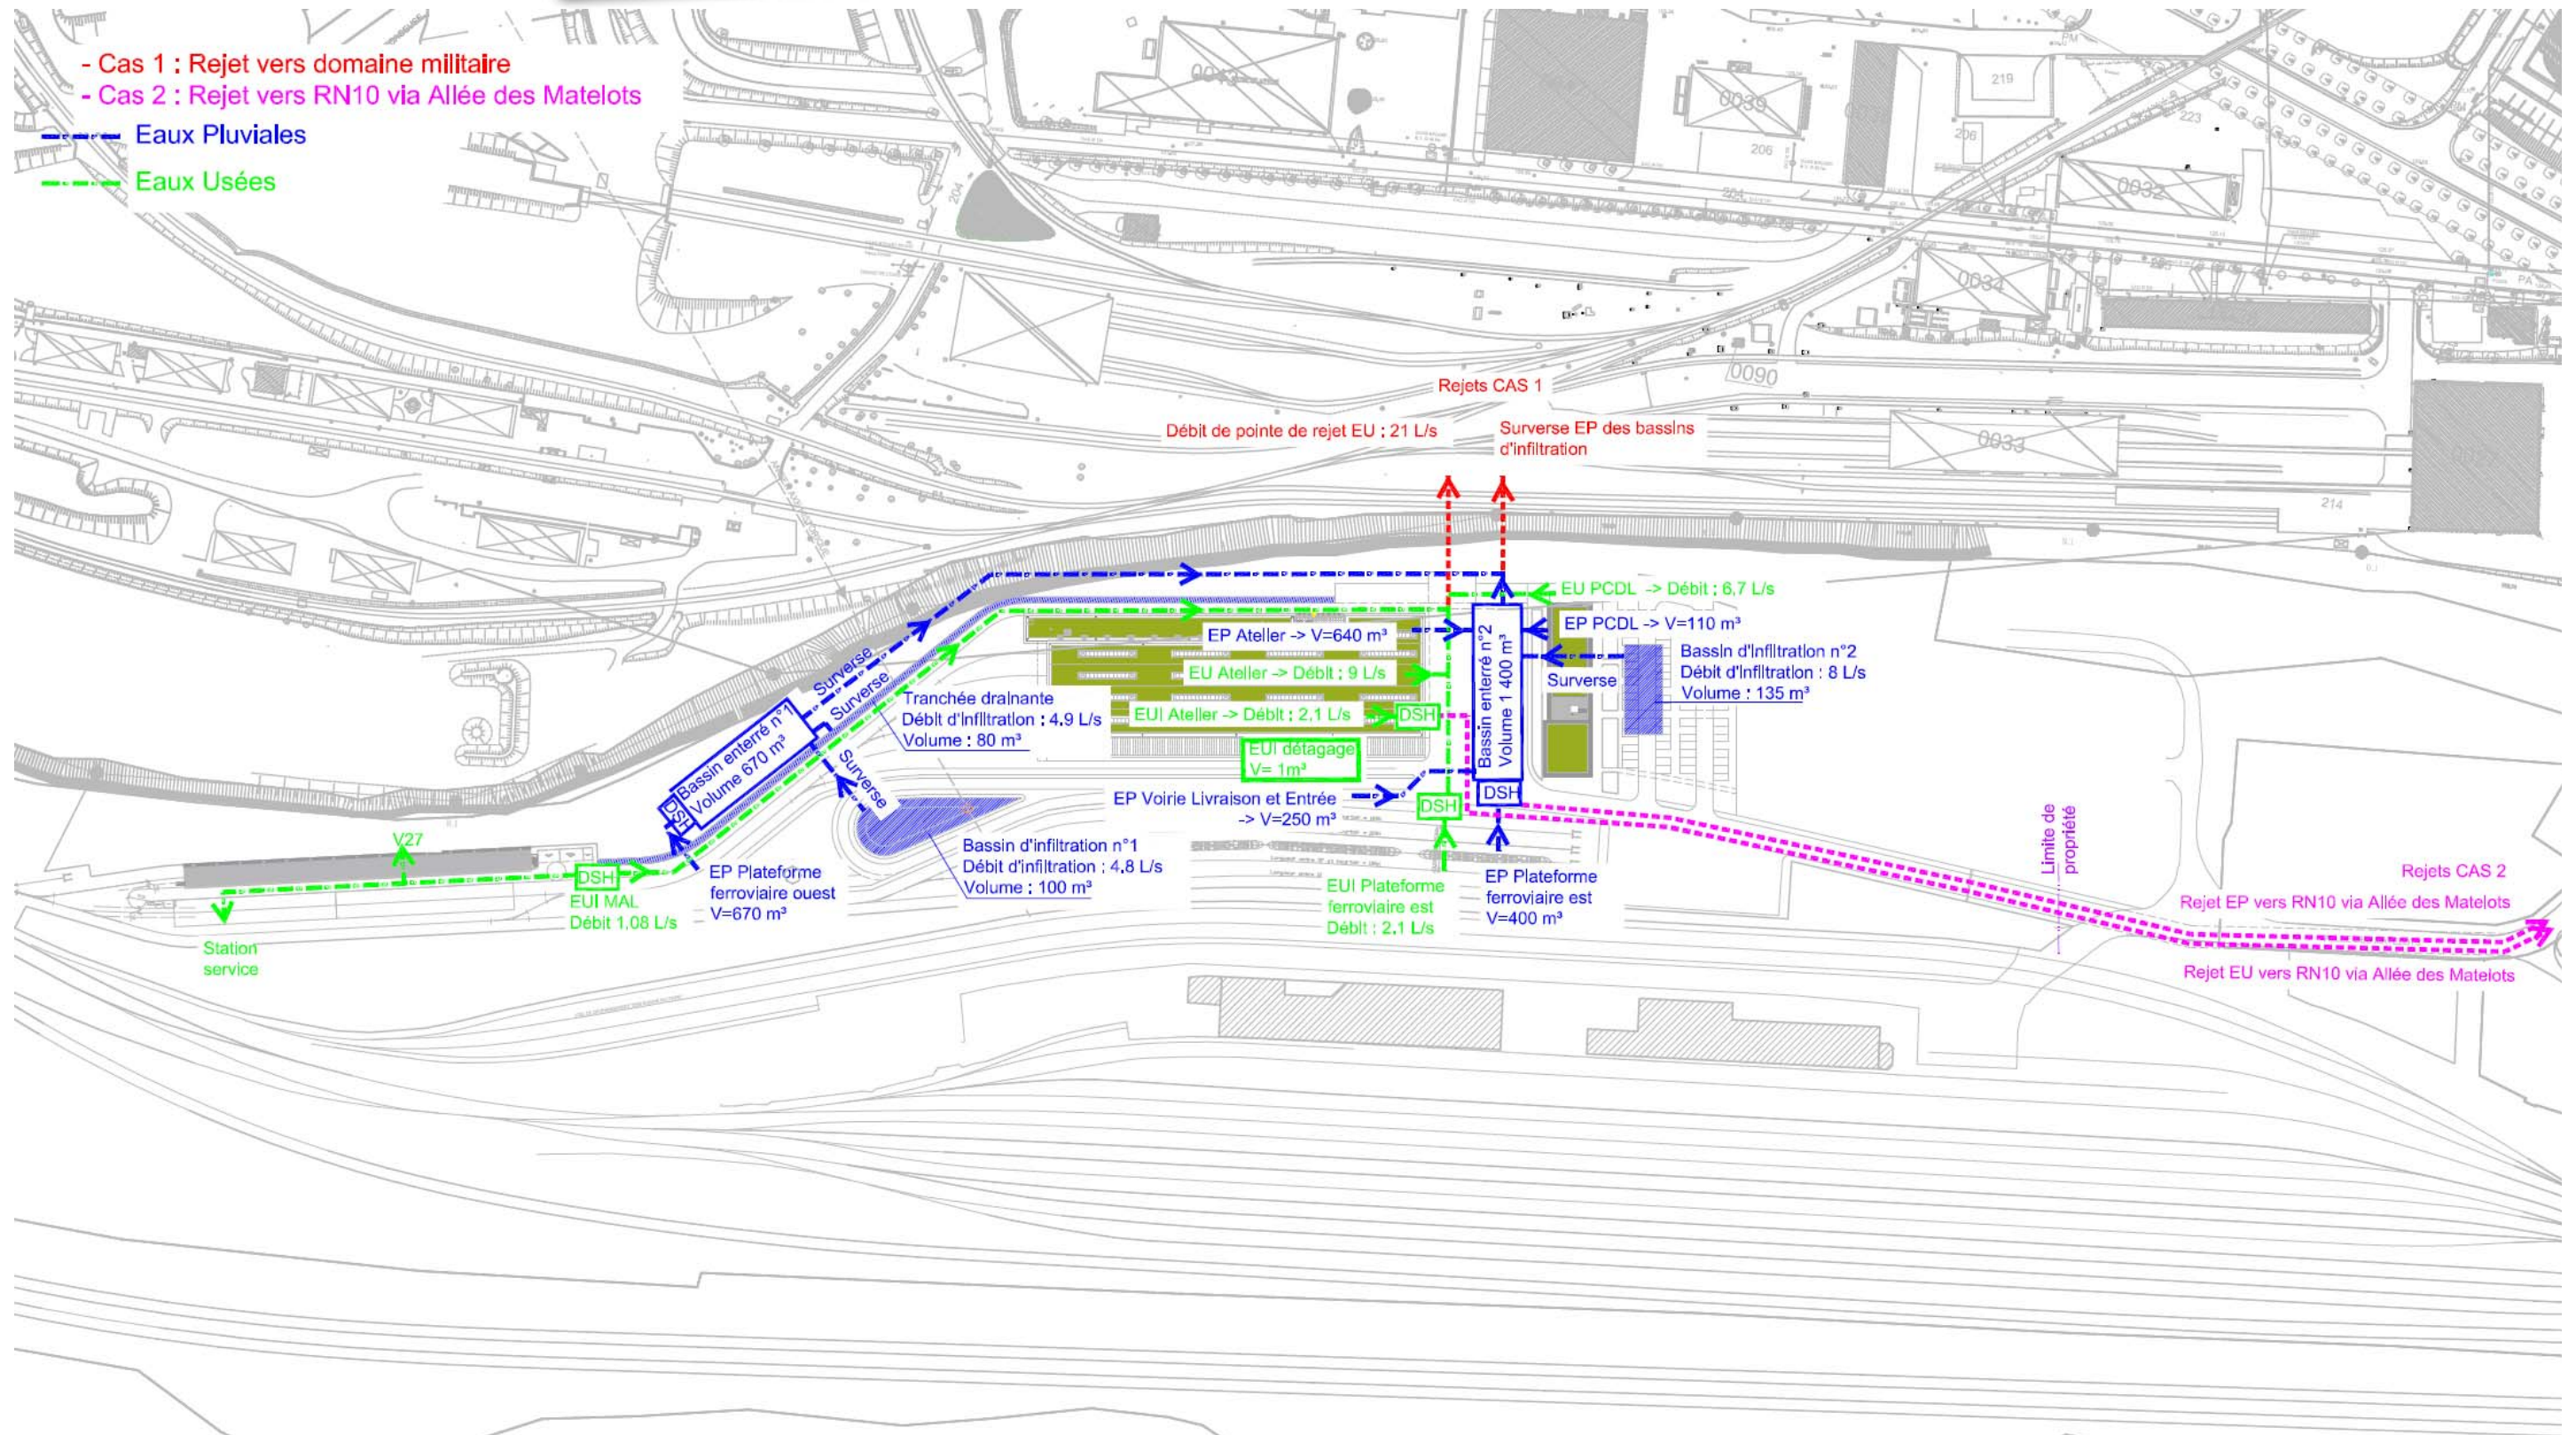 - Cas 1 : Rejet vers domaine militaire
- Cas 2 : Rejet vers RN10 via Allée des Matelots
Eaux Pluviales
Eaux Usées
219
206
223
206
0039
0032
204
204
0034
0090
0033
214
PM
PA
Rejets CAS 1
Débit de pointe de rejet EU : 21 L/s
Surverse EP des bassins
d'infiltration
EU PCDL -> Débit : 6,7 L/s
EP Atelier -> V=640 m³
EP PCDL -> V=110 m³
EU Atelier -> Débit : 9 L/s
EUI Atelier -> Débit : 2,1 L/s
DSH
EUI détagage
V= 1m³
Bassin enterré n°2
Volume 1 400 m³
DSH
Surverse
Bassin d'infiltration n°2
Débit d'infiltration : 8 L/s
Volume : 135 m³
Surverse
Surverse
Tranchée drainante
Débit d'infiltration : 4,9 L/s
Volume : 80 m³
Bassin enterré n°1
Volume 670 m³
DSH
Surverse
EP Voirie Livraison et Entrée
-> V=250 m³
DSH
Bassin d'infiltration n°1
Débit d'infiltration : 4,8 L/s
Volume : 100 m³
V27
DSH
EUI MAL
Débit 1,08 L/s
EP Plateforme
ferroviaire ouest
V=670 m³
Station
service
EUI Plateforme
ferroviaire est
Débit : 2,1 L/s
EP Plateforme
ferroviaire est
V=400 m³
Limite de
propriété
Rejets CAS 2
Rejet EP vers RN10 via Allée des Matelots
Rejet EU vers RN10 via Allée des Matelots